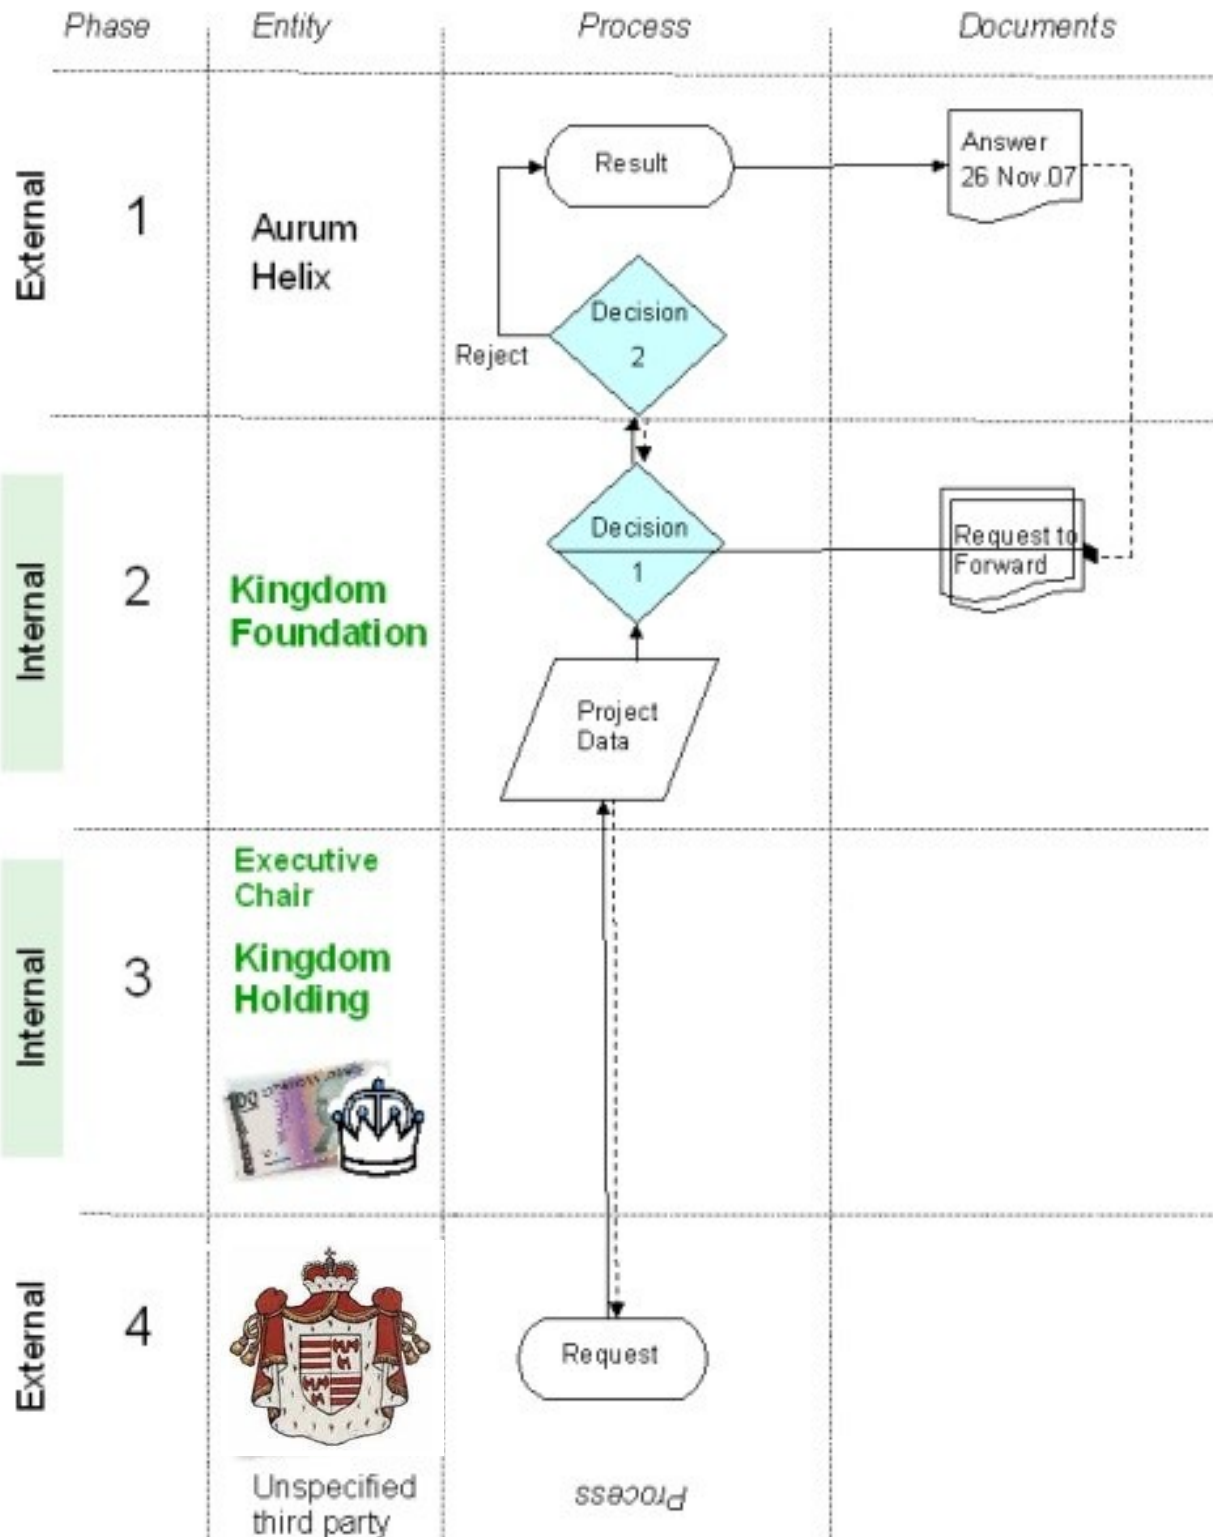 Phase Entity Process Documents
External
1
Aurum
Helix
Result
Answer
26 Nov.07
Decision
2
Reject
Internal
2
Kingdom
Foundation
Decision
1
Request to
Forward
Project
Data
Internal
3
Executive
Chair
Kingdom
Holding
100
External
4
Request
Unspecified
third party
Process